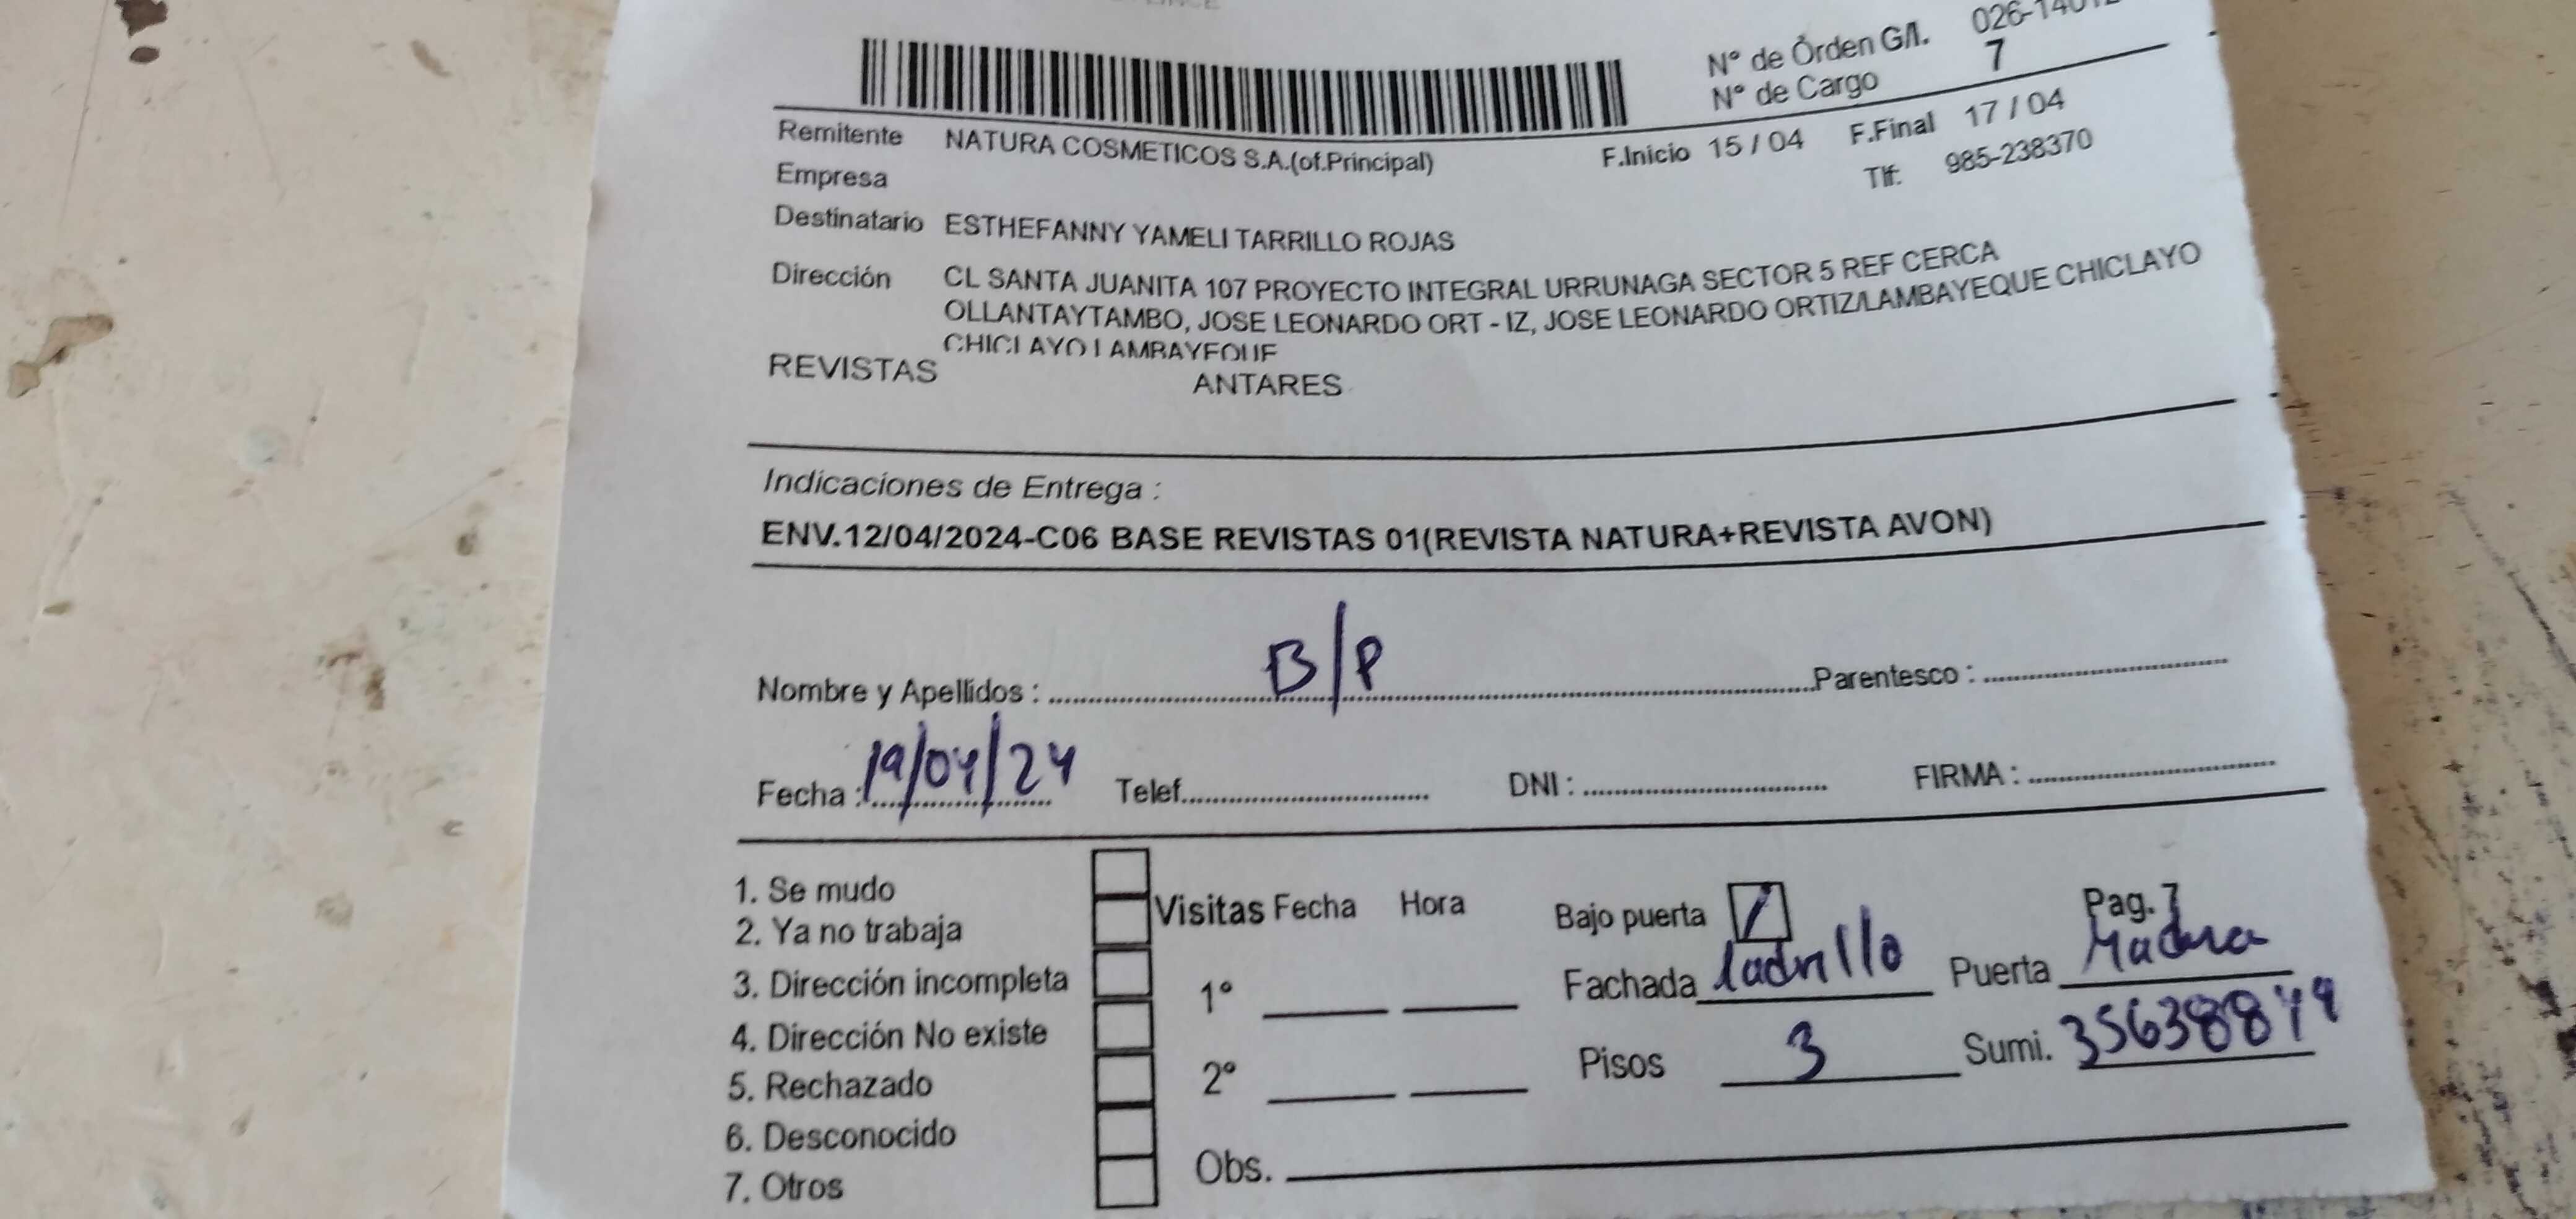 N° de Órden G/I.
N° de Cargo 7
Remitente NATURA COSMETICOS S.A.(of.Principal) F.Inicio 15 / 04 F.Final 17 / 04
Empresa Tlf: 985-238370
Destinatario ESTHEFANNY YAMELI TARRILLO ROJAS
Dirección CL SANTA JUANITA 107 PROYECTO INTEGRAL URRUNAGA SECTOR 5 REF CERCA
OLLANTAYTAMBO, JOSE LEONARDO ORT - IZ, JOSE LEONARDO ORTIZ/LAMBAYEQUE CHICLAYO
CHICLAYO LAMBAYEQUE
REVISTAS ANTARES
Indicaciones de Entrega :
ENV.12/04/2024-C06 BASE REVISTAS 01(REVISTA NATURA+REVISTA AVON)
Nombre y Apellidos : B/P Parentesco :
Fecha : 19/04/24 Telef. DNI : FIRMA :
1. Se mudo
2. Ya no trabaja
3. Dirección incompleta
4. Dirección No existe
5. Rechazado
6. Desconocido
7. Otros
Visitas Fecha Hora
1°
2°
Obs.
Bajo puerta Pag. 7
Fachada ladrillo Puerta Madera
Pisos 3 Sumi.